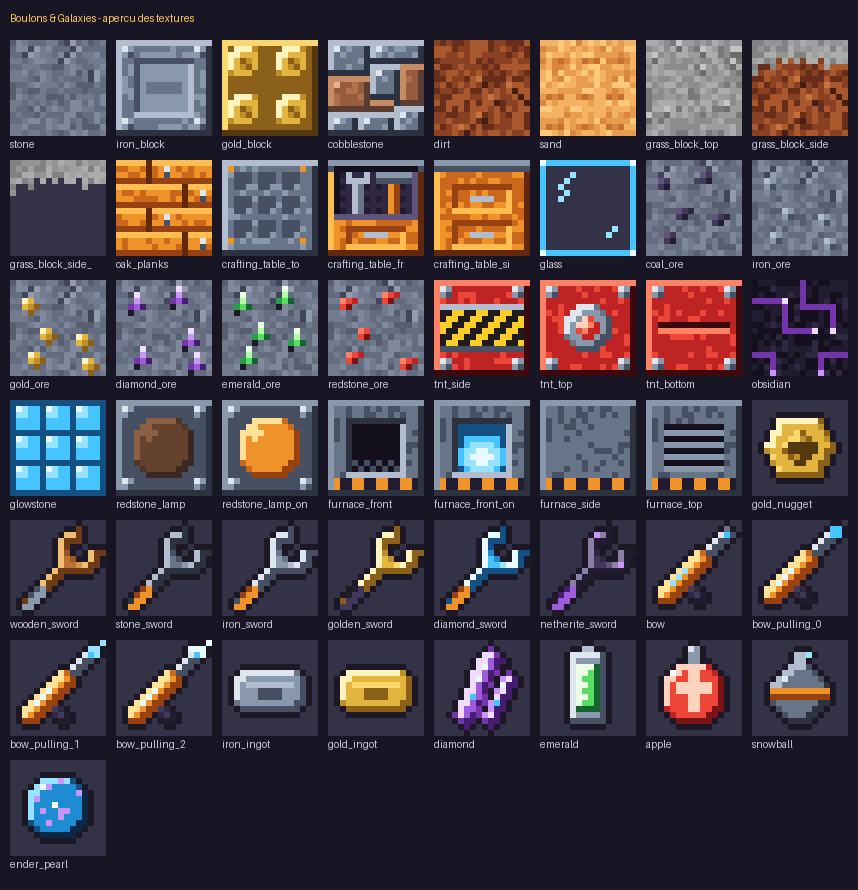 Boulons & Galaxies - apercu des textures
stone iron_block gold_block cobblestone dirt sand grass_block_top grass_block_side
grass_block_side_ oak_planks crafting_table_to crafting_table_fr crafting_table_si glass coal_ore iron_ore
gold_ore diamond_ore emerald_ore redstone_ore tnt_side tnt_top tnt_bottom obsidian
glowstone redstone_lamp redstone_lamp_on furnace_front furnace_front_on furnace_side furnace_top gold_nugget
wooden_sword stone_sword iron_sword golden_sword diamond_sword netherite_sword bow bow_pulling_0
bow_pulling_1 bow_pulling_2 iron_ingot gold_ingot diamond emerald apple snowball
ender_pearl